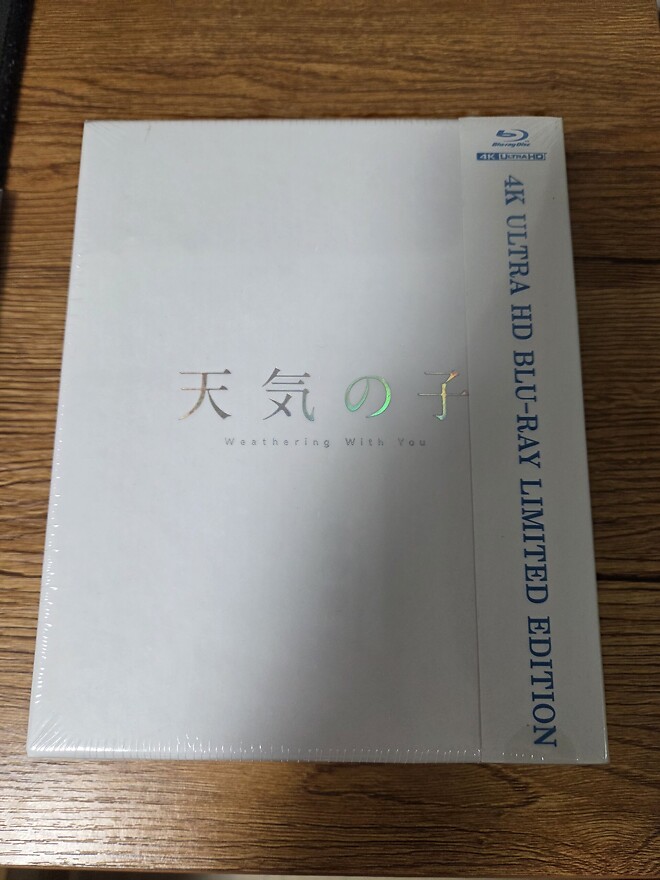 天気の子
Weathering With You
Blu-ray Disc
4K ULTRA HD
4K ULTRA HD BLU-RAY LIMITED EDITION